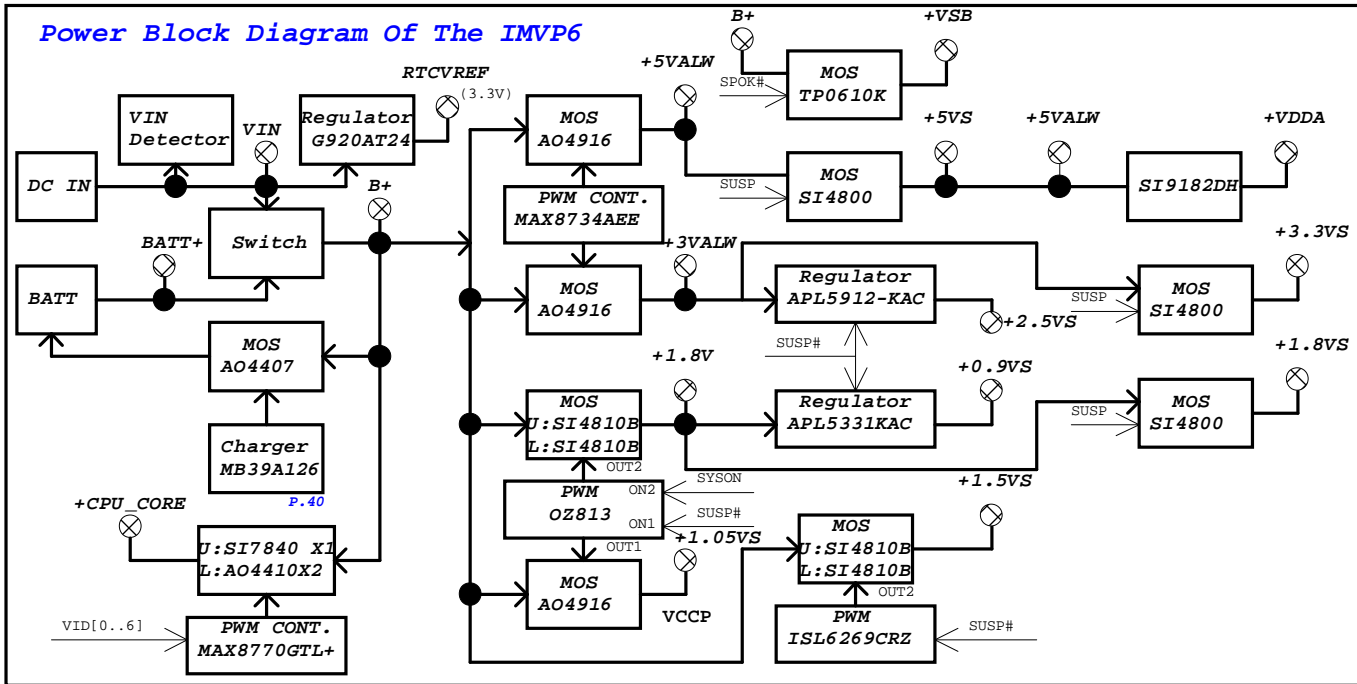 Power Block Diagram Of The IMVP6
B+
+VSB
+5VALW
MOS
TP0610K
SPOK#
RTCVREF
(3.3V)
VIN
Detector
VIN
Regulator
G920AT24
MOS
AO4916
+5VS
+5VALW
+VDDA
DC IN
B+
PWM CONT.
MAX8734AEE
SUSP
MOS
SI4800
SI9182DH
BATT+
Switch
+3VALW
+3.3VS
BATT
MOS
AO4916
Regulator
APL5912-KAC
+2.5VS
SUSP
MOS
SI4800
MOS
AO4407
+1.8V
SUSP#
+0.9VS
+1.8VS
MOS
U:SI4810B
L:SI4810B
Regulator
APL5331KAC
SUSP
MOS
SI4800
Charger
MB39A126
P.40
OUT2
SYSON
ON2
PWM
OZ813
ON1
SUSP#
OUT1
+1.5VS
+CPU_CORE
+1.05VS
MOS
U:SI4810B
L:SI4810B
U:SI7840 X1
L:AO4410X2
MOS
AO4916
VCCP
OUT2
VID[0..6]
PWM CONT.
MAX8770GTL+
PWM
ISL6269CRZ
SUSP#